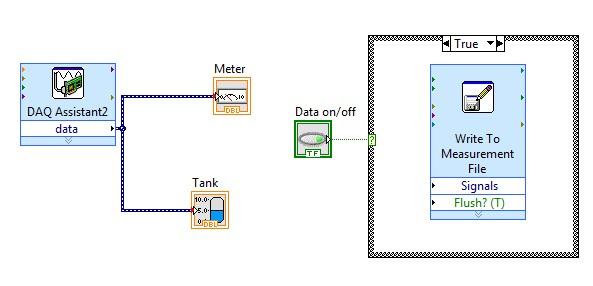 True
Meter
DBL
DAQ Assistant2
data
Data on/off
TF
?
Write To
Measurement
File
Signals
Flush? (T)
Tank
10.0
5.0
0
DBL